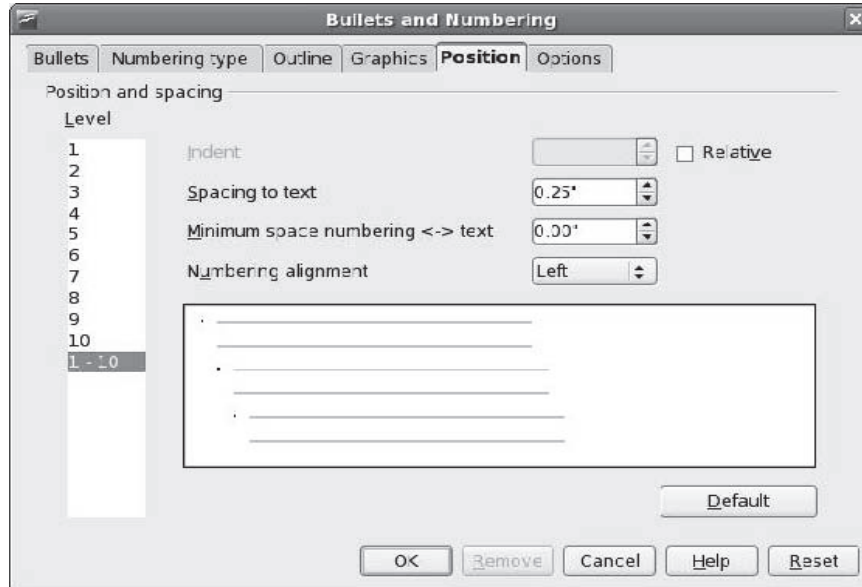 Bullets and Numbering
Bullets Numbering type Outline Graphics Position Options
Position and spacing
Level
1
2
3
4
5
6
7
8
9
10
1 - 10
Indent Relative
Spacing to text 0.25"
Minimum space numbering <-> text 0.00"
Numbering alignment Left
Default
OK Remove Cancel Help Reset